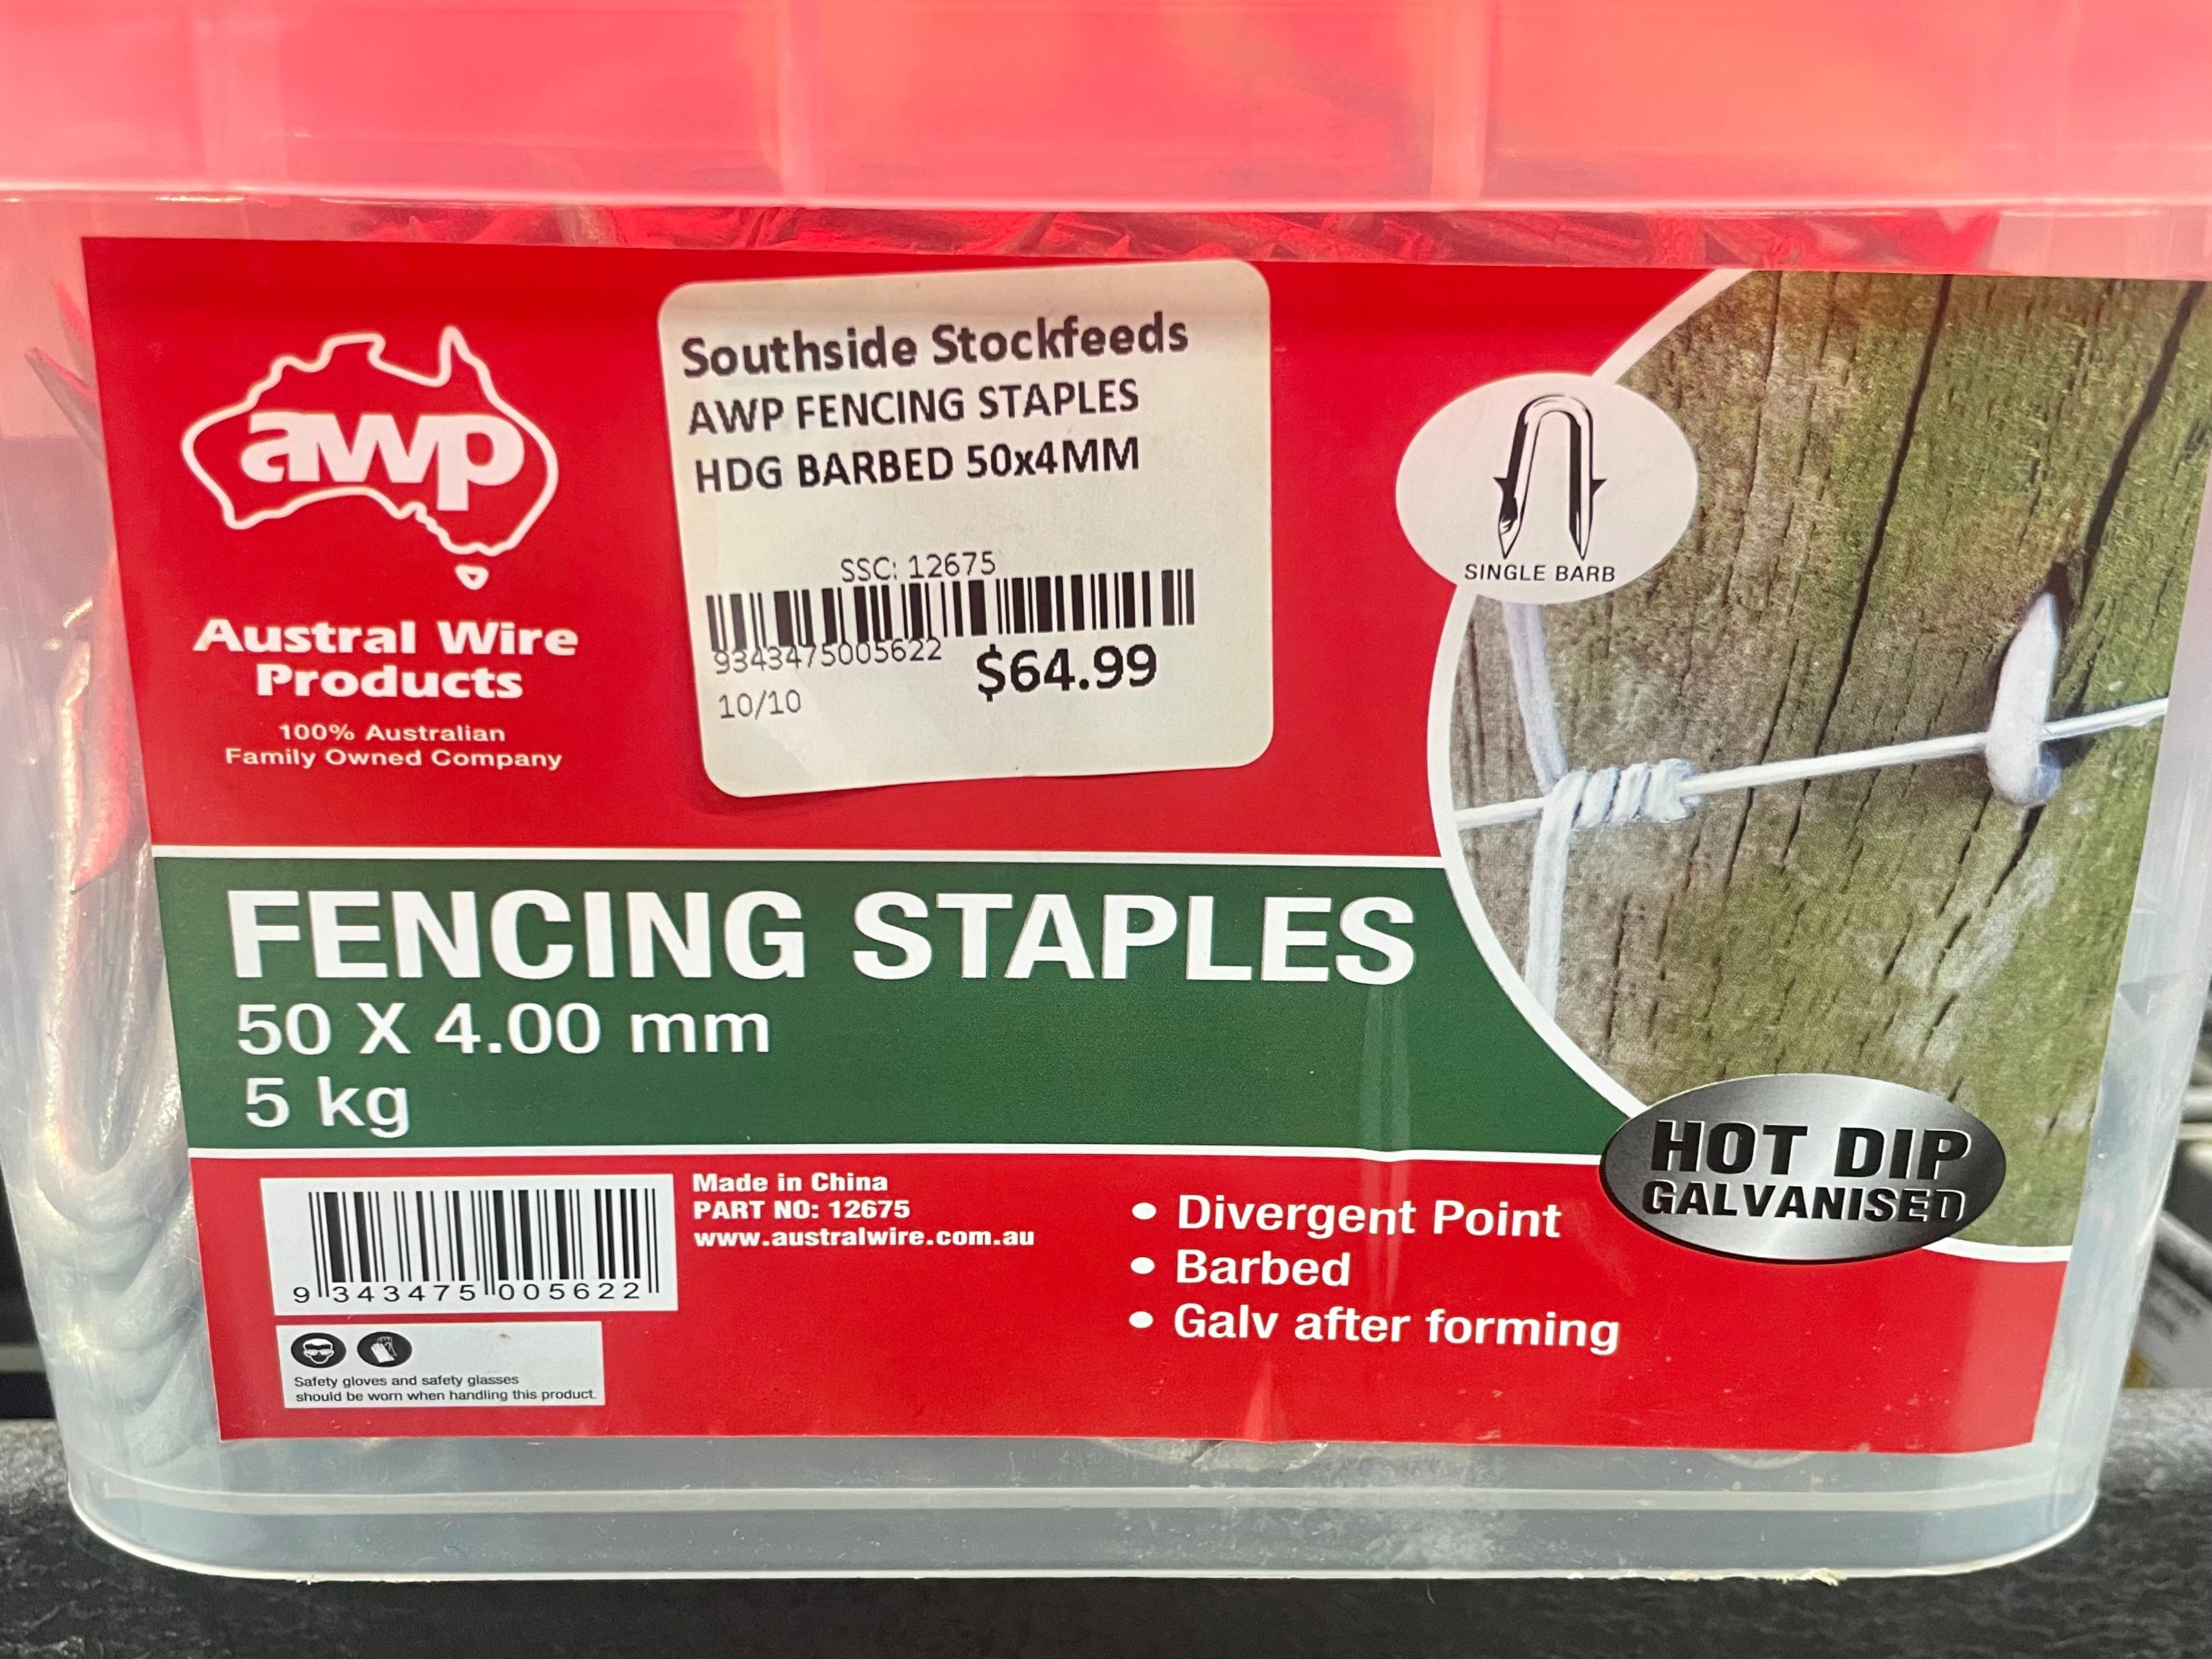 awp
Austral Wire
Products
100% Australian
Family Owned Company
Southside Stockfeeds
AWP FENCING STAPLES
HDG BARBED 50x4MM
SSC: 12675
9343475005622
$64.99
10/10
SINGLE BARB
FENCING STAPLES
50 X 4.00 mm
5 kg
HOT DIP
GALVANISED
9 343475 005622
Made in China
PART NO: 12675
www.australwire.com.au
• Divergent Point
• Barbed
• Galv after forming
Safety gloves and safety glasses
should be worn when handling this product.